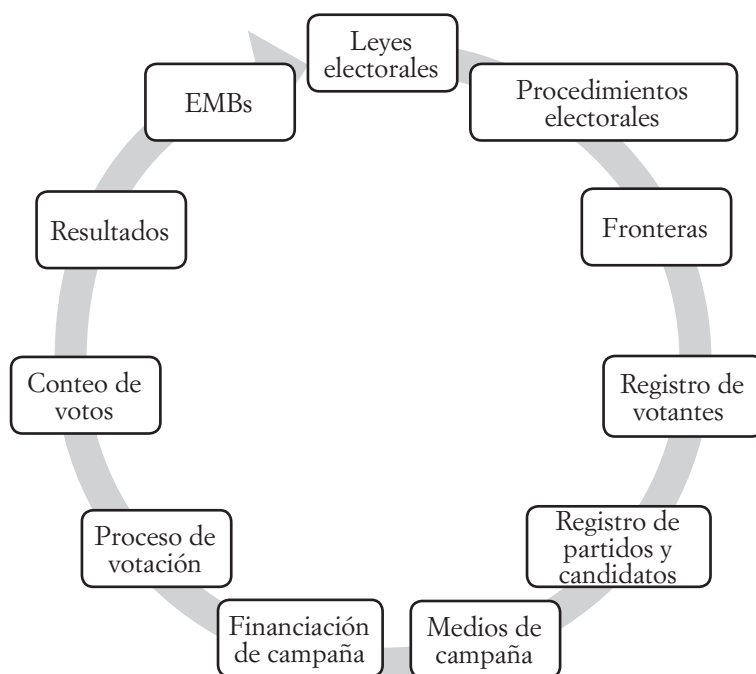 Leyes
electorales
Procedimientos
electorales
Fronteras
Registro de
votantes
Registro de
partidos y
candidatos
Medios de
campaña
Financiación
de campaña
Proceso de
votación
Conteo de
votos
Resultados
EMBs